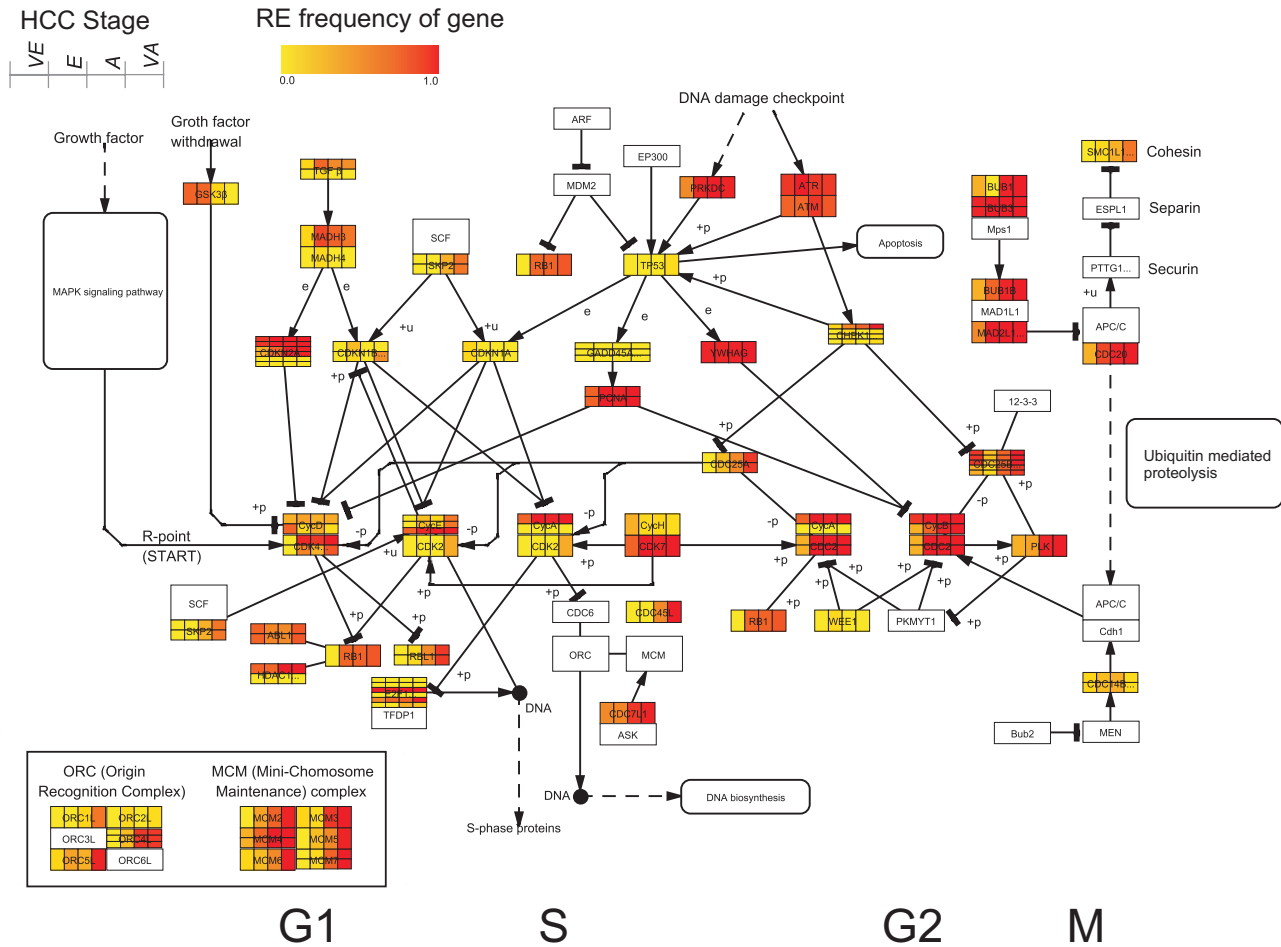 HCC Stage
RE frequency of gene
VE
E
A
VA
0.0
1.0
DNA damage checkpoint
Growth factor
Groth factor
withdrawal
ARF
EP300
MDM2
SCF
GSK3β
TGF β
MADH3
MADH4
SKP2
RB1
TP53
PRKDC
ATR
ATM
Apoptosis
BUB1
BUB3
Mps1
SMC1L1...
Cohesin
ESPL1
Separin
PTTG1...
Securin
MAPK signaling pathway
e
e
+u
+u
e
e
e
+p
+p
+u
BUB1B
MAD1L1
MAD2L1...
APC/C
CDC20
CDKN2A...
CDKN1B...
CDKN1A
GADD45A...
YWHAG
CHEK1...
+p
PCNA
12-3-3
CDC25A
CDC25B...
+p
+p
+p
Ubiquitin mediated
proteolysis
R-point
(START)
+p
CycD
CDK4...
-p
CycE
CDK2
-p
+u
CycA
CDK2
-p
+p
CycH
CDK7
-p
CycA
CDC2
+p
CycB
CDC2
-p
PLK
+p
SCF
SKP2
ABL1
HDAC1...
+p
RB1
+p
+p
RBL1
+p
CDC6
CDC45L
ORC
MCM
RB1
+p
WEE1
+p
PKMYT1
+p
APC/C
Cdh1
+p
E2F1...
TFDP1
DNA
CDC7L1
ASK
CDC14B...
Bub2
MEN
DNA
DNA biosynthesis
S-phase proteins
ORC (Origin
Recognition Complex)
MCM (Mini-Chomosome
Maintenance) complex
ORC1L
ORC2L
ORC3L
ORC4L
ORC5L
ORC6L
MCM2
MCM3
MCM4
MCM5
MCM6
MCM7
G1
S
G2
M